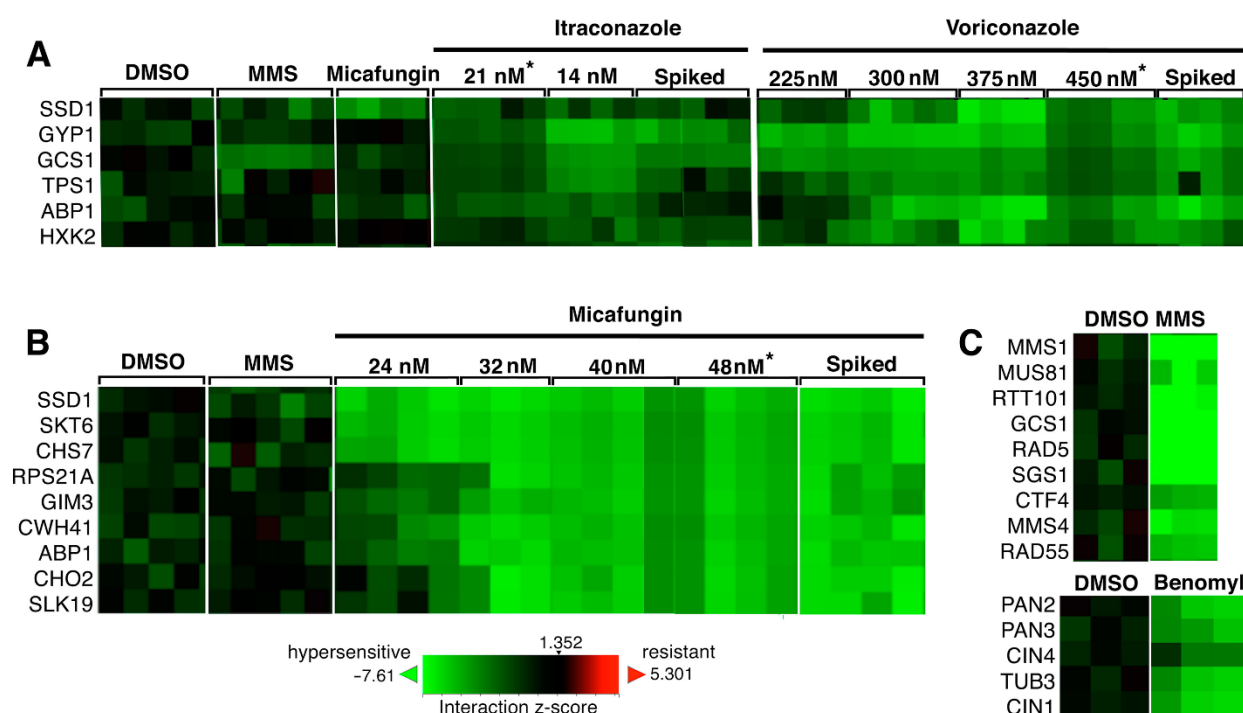 A
Itraconazole
Voriconazole
DMSO MMS Micafungin 21 nM* 14 nM Spiked 225 nM 300 nM 375 nM 450 nM* Spiked
SSD1
GYP1
GCS1
TPS1
ABP1
HXK2
B
Micafungin
DMSO MMS 24 nM 32 nM 40 nM 48nM* Spiked
SSD1
SKT6
CHS7
RPS21A
GIM3
CWH41
ABP1
CHO2
SLK19
hypersensitive 1.352 resistant
-7.61 5.301
Interaction z-score
C
DMSO MMS
MMS1
MUS81
RTT101
GCS1
RAD5
SGS1
CTF4
MMS4
RAD55
DMSO Benomyl
PAN2
PAN3
CIN4
TUB3
CIN1